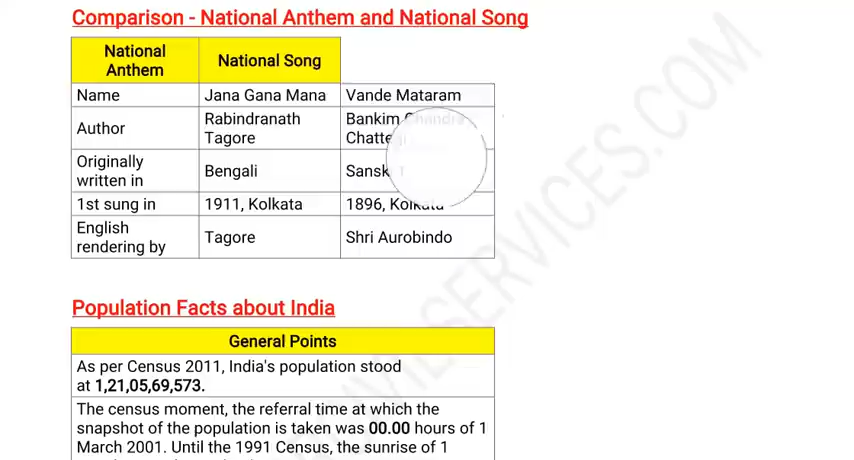 Comparison - National Anthem and National Song
National Anthem National Song
Name Jana Gana Mana Vande Mataram
Author Rabindranath Tagore Bankim Chandra
Originally written in Bengali
1st sung in 1911, Kolkata 1896, Kolkata
English rendering by Tagore Shri Aurobindo
Population Facts about India
General Points
As per Census 2011, India's population stood
at 1,21,05,69,573.
The census moment, the referral time at which the
snapshot of the population is taken was 00.00 hours of 1
March 2001. Until the 1991 Census, the sunrise of 1